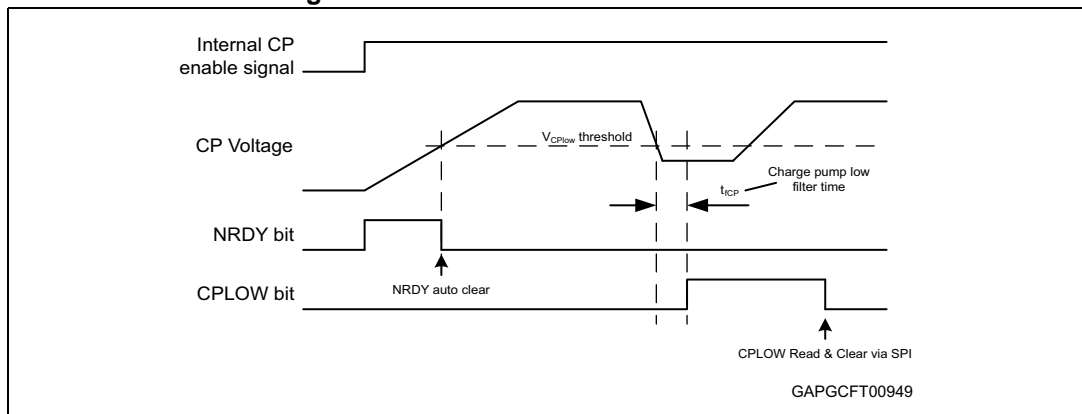 Internal CP
enable signal
CP Voltage
VCPlow threshold
Charge pump low
filter time
tfCP
NRDY bit
NRDY auto clear
CPLOW bit
CPLOW Read & Clear via SPI
GAPGCFT00949